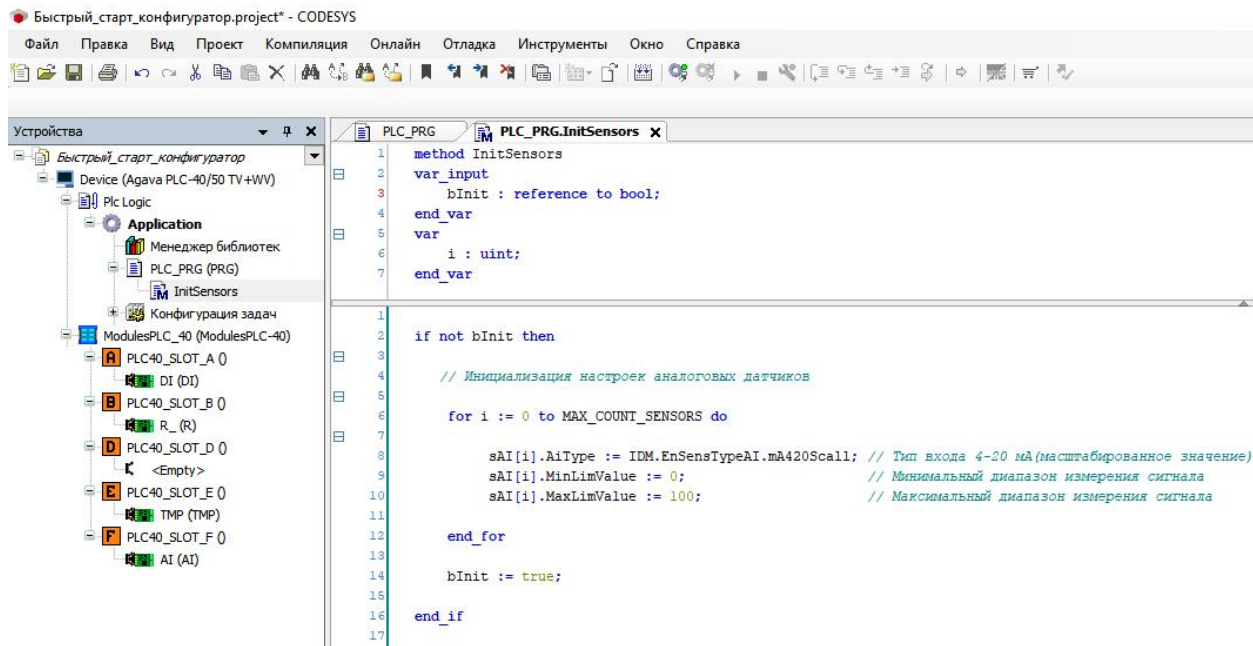 Быстрый_старт_конфигуратор.project* - CODESYS
Файл Правка Вид Проект Компиляция Онлайн Отладка Инструменты Окно Справка
Устройства
Быстрый_старт_конфигуратор
Device (Agava PLC-40/50 TV+WV)
Plc Logic
Application
Менеджер библиотек
PLC_PRG (PRG)
InitSensors
Конфигурация задач
ModulesPLC_40 (ModulesPLC-40)
A PLC40_SLOT_A ()
DI (DI)
B PLC40_SLOT_B ()
R_ (R)
D PLC40_SLOT_D ()
<Empty>
E PLC40_SLOT_E ()
TMP (TMP)
F PLC40_SLOT_F ()
AI (AI)
PLC_PRG PLC_PRG.InitSensors X
1 method InitSensors
2 var_input
3 bInit : reference to bool;
4 end_var
5 var
6 i : uint;
7 end_var
1
2 if not bInit then
3
4 // Инициализация настроек аналоговых датчиков
5
6 for i := 0 to MAX_COUNT_SENSORS do
7
8 sAI[i].AiType := IDM.EnSensTypeAI.mA420Scall; // Тип входа 4-20 мА(масштабированное значение)
9 sAI[i].MinLimValue := 0; // Минимальный диапазон измерения сигнала
10 sAI[i].MaxLimValue := 100; // Максимальный диапазон измерения сигнала
11
12 end_for
13
14 bInit := true;
15
16 end_if
17